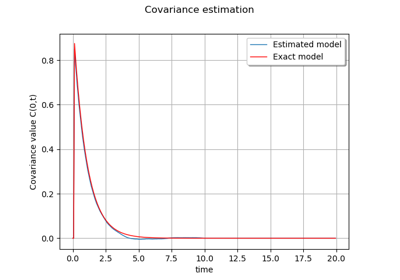 Covariance estimation
Estimated model
Exact model
Covariance value C(0,t)
0.8
0.6
0.4
0.2
0.0
0.0 2.5 5.0 7.5 10.0 12.5 15.0 17.5 20.0
time